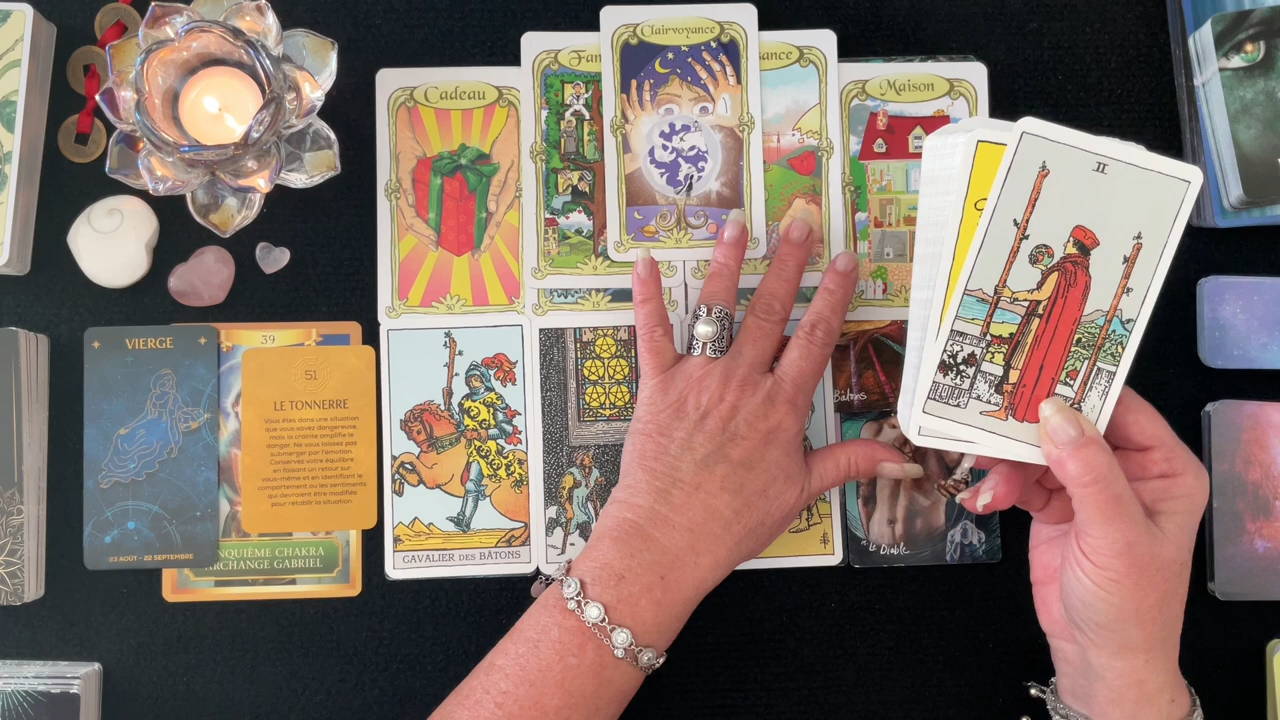 Cadeau
Clairvoyance
Maison
II
VIERGE
23 AOÛT - 22 SEPTEMBRE
39
51
LE TONNERRE
Vous êtes dans une situation
que vous savez dangereuse,
mais la crainte amplifie le
danger. Ne vous laissez pas
submerger par l'émotion.
Conservez votre équilibre
en faisant un retour sur
vous-même et en identifiant le
comportement ou les sentiments
qui devraient être modifiés
pour rétablir la situation.
NQUIÈME CHAKRA
ARCHANGE GABRIEL
30
35
CAVALIER DES BÂTONS
Bâtons
Le Diable